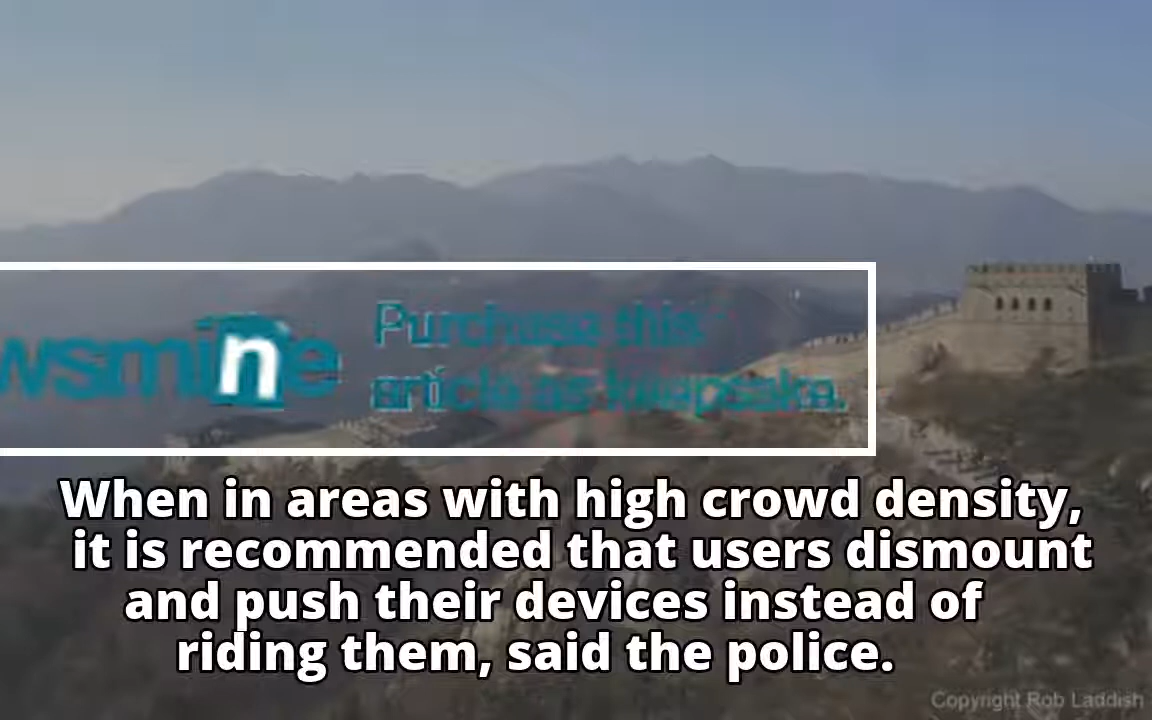 wsmine
Purchase this
article as keepsake.
When in areas with high crowd density,
it is recommended that users dismount
and push their devices instead of
riding them, said the police.
Copyright Rob Laddish